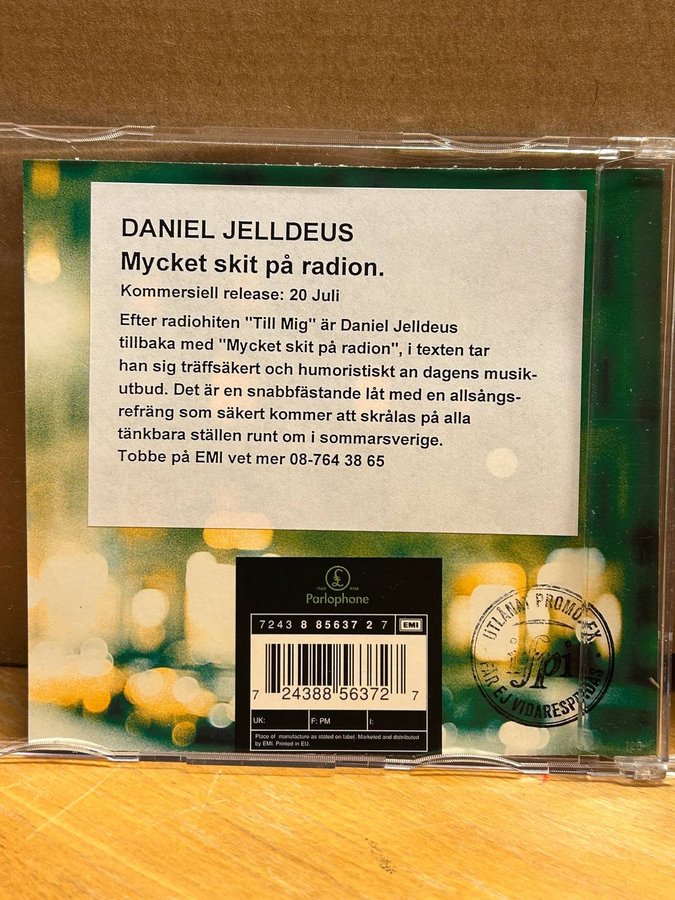 DANIEL JELLDEUS
Mycket skit på radion.
Kommersiell release: 20 Juli
Efter radiohiten "Till Mig" är Daniel Jelldeus
tillbaka med "Mycket skit på radion", i texten tar
han sig träffsäkert och humoristiskt an dagens musik-
utbud. Det är en snabbfästande låt med en allsångs-
refräng som säkert kommer att skrålas på alla
tänkbara ställen runt om i sommarsverige.
Tobbe på EMI vet mer 08-764 38 65
£
TRADE MARK
Parlophone
7243 8 85637 2 7 EMI
7 24388 56372 7
UK: F: PM I:
Place of manufacture as stated on label. Marketed and distributed
by EMI. Printed in EU.
UTLÅNAT PROMO-EX.
ifpi
FÅR EJ VIDARESPRIDAS